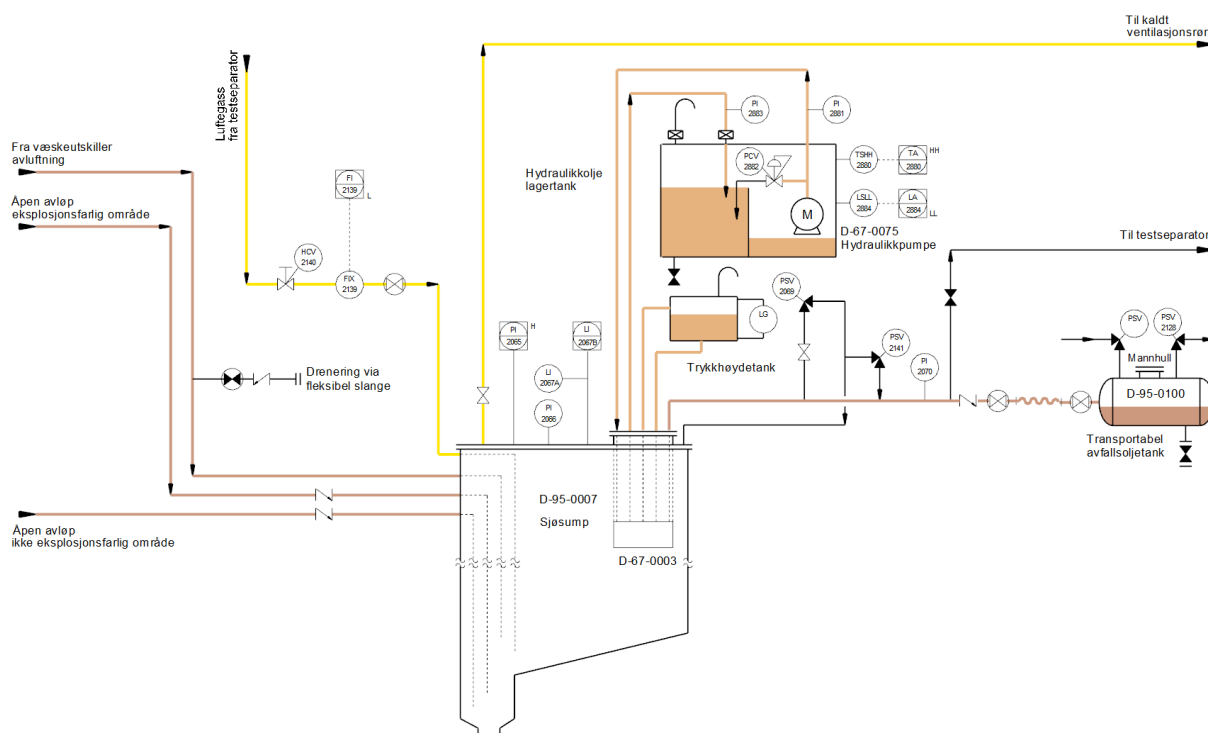 Til kaldt
ventilasjonsrør
Luftegass
fra testseparator
Fra væskeutskiller
avluftning
Åpen avløp
eksplosjonsfarlig område
FI
2139
L
HCV
2140
FIX
2139
Hydraulikkolje
lagertank
PI
2883
PI
2881
PCV
2882
TSHH
2880
TA
2880
HH
LSLL
2884
LA
2884
LL
M
D-67-0075
Hydraulikkpumpe
Til testseparator
PSV
2069
LG
Trykkhøydetank
PSV
2141
PI
2070
PSV
PSV
2128
Mannhull
D-95-0100
Transportabel
avfallsoljetank
PI
2065
H
LI
2067B
LI
2067A
PI
2066
Drenering via
fleksibel slange
D-95-0007
Sjøsump
D-67-0003
Åpen avløp
ikke eksplosjonsfarlig område